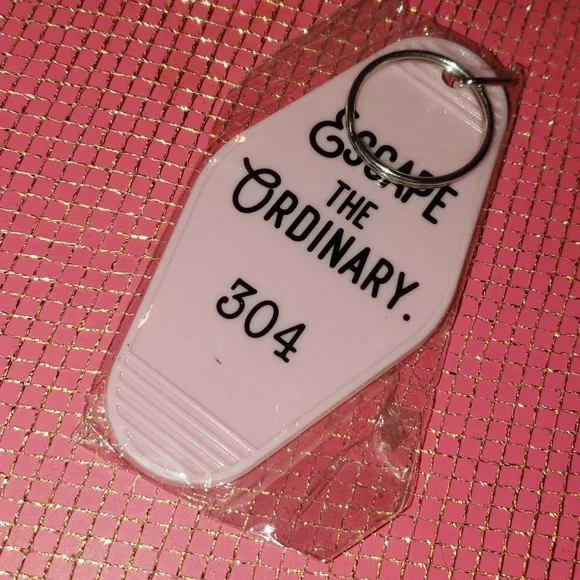 Escape
the
Ordinary.
304